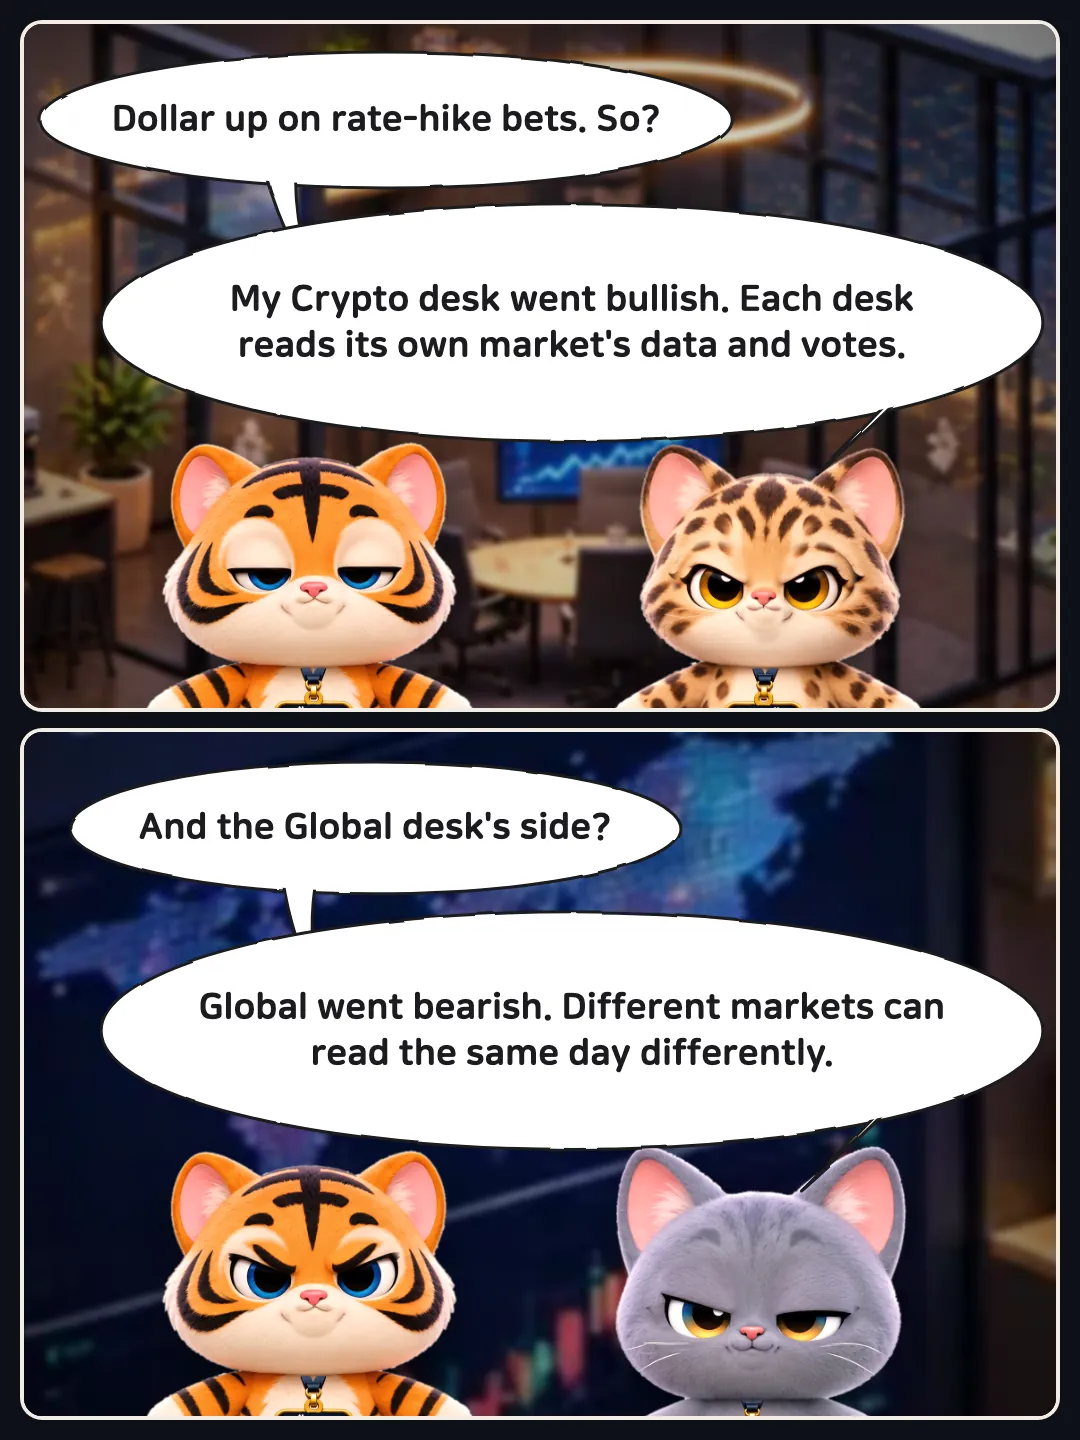 Dollar up on rate-hike bets. So?
My Crypto desk went bullish. Each desk
reads its own market's data and votes.
And the Global desk's side?
Global went bearish. Different markets can
read the same day differently.